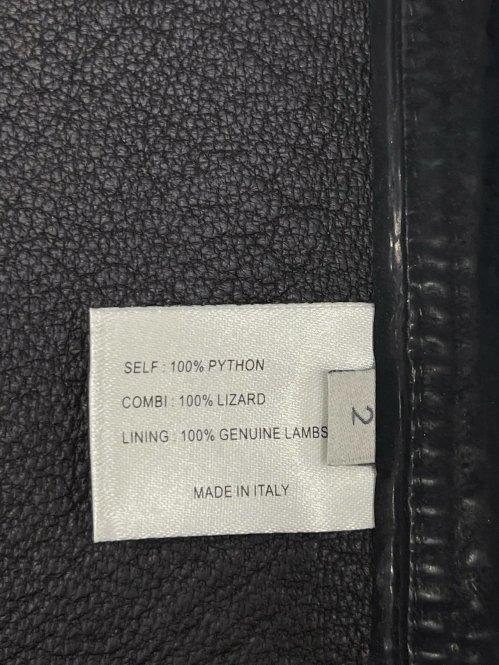 SELF : 100% PYTHON
COMBI : 100% LIZARD
LINING : 100% GENUINE LAMBS
2
MADE IN ITALY